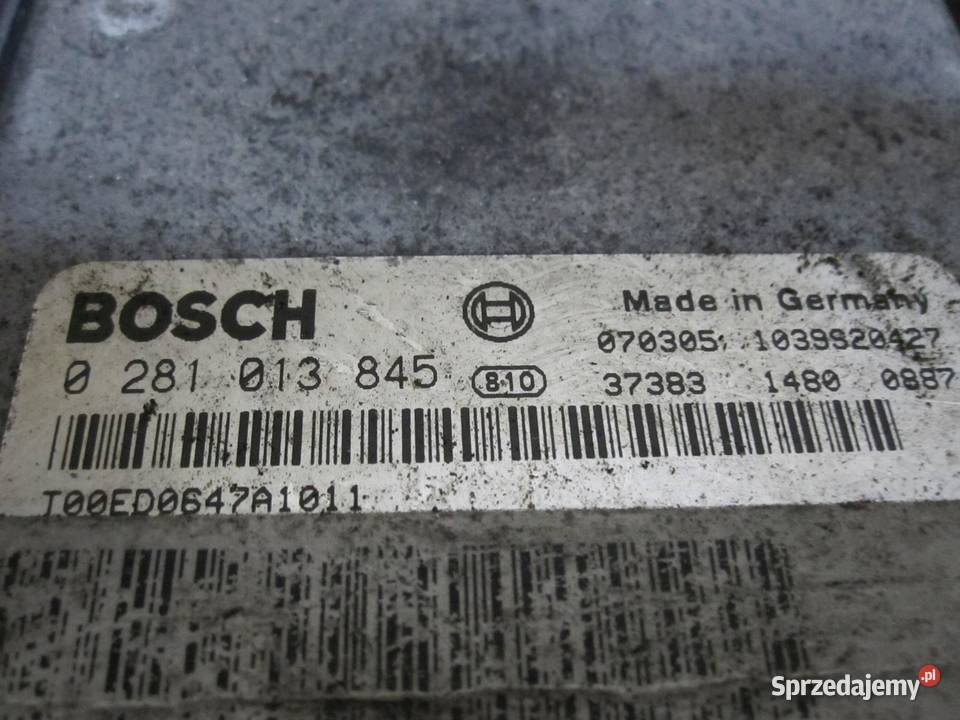 BOSCH
Made in Germany
070305 1039S20427
0 281 013 845
810
37383 1480 0887
T00ED0647A1011
Sprzedajemy.pl